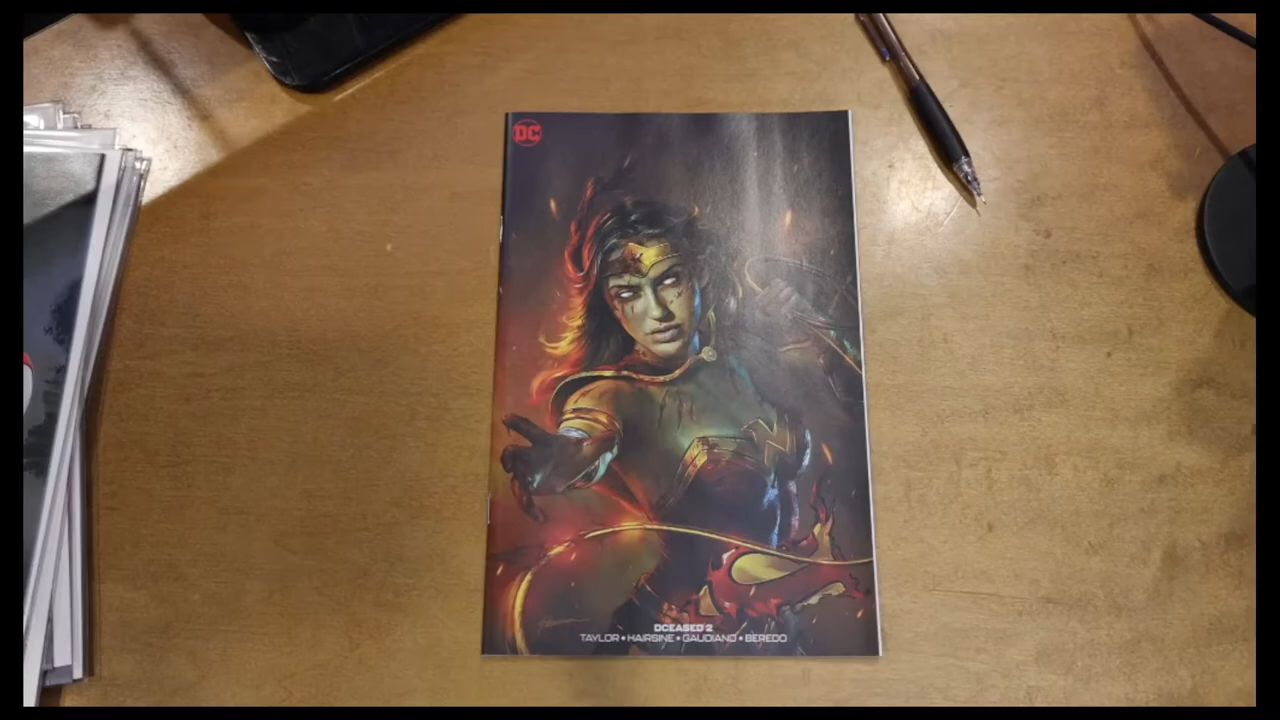 DC
DCEASED 2
TAYLOR • HAIRSINE • GAUDIANO • BEREDO